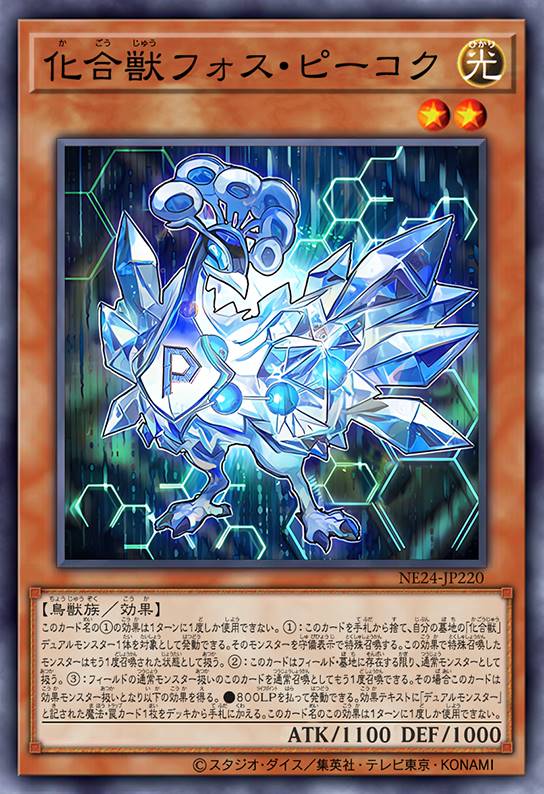 化合獣フォス・ピーコク
光
P
NE24-JP220
【鳥獣族／効果】
このカード名の①の効果は1ターンに1度しか使用できない。①：このカードを手札から捨て、自分の墓地の「化合獣」
デュアルモンスター1体を対象として発動できる。そのモンスターを守備表示で特殊召喚する。この効果で特殊召喚した
モンスターはもう1度召喚された状態として扱う。②：このカードはフィールド・墓地に存在する限り、通常モンスターとして
扱う。③：フィールドの通常モンスター扱いのこのカードを通常召喚としてもう1度召喚できる。その場合このカードは
効果モンスター扱いとなり以下の効果を得る。●800LPを払って発動できる。効果テキストに「デュアルモンスター」
と記された魔法・罠カード1枚をデッキから手札に加える。このカード名のこの効果は1ターンに1度しか使用できない。
ATK/1100 DEF/1000
©スタジオ・ダイス／集英社・テレビ東京・KONAMI